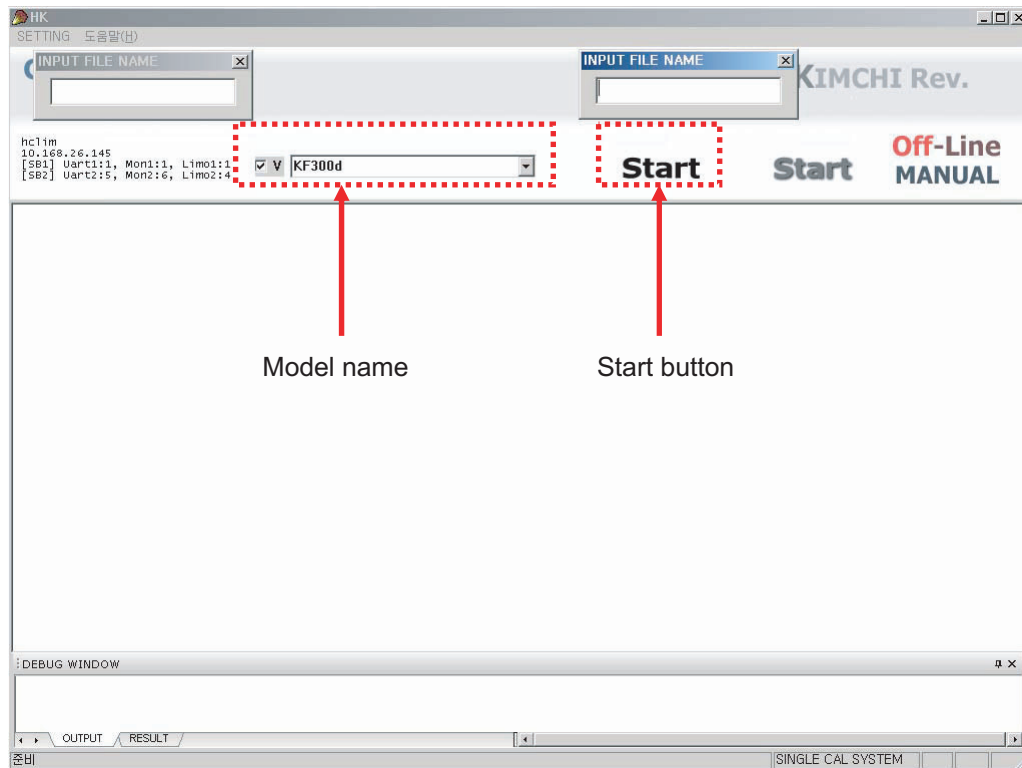 HK
SETTING 도움말(H)
INPUT FILE NAME
INPUT FILE NAME
KIMCHI Rev.
hclim
10.168.26.145
[SB1] Uart1:1, Mon1:1, Limo1:1
[SB2] Uart2:5, Mon2:6, Limo2:4
V KF300d
Start
Start
Off-Line
MANUAL
Model name
Start button
DEBUG WINDOW
OUTPUT RESULT
준비
SINGLE CAL SYSTEM